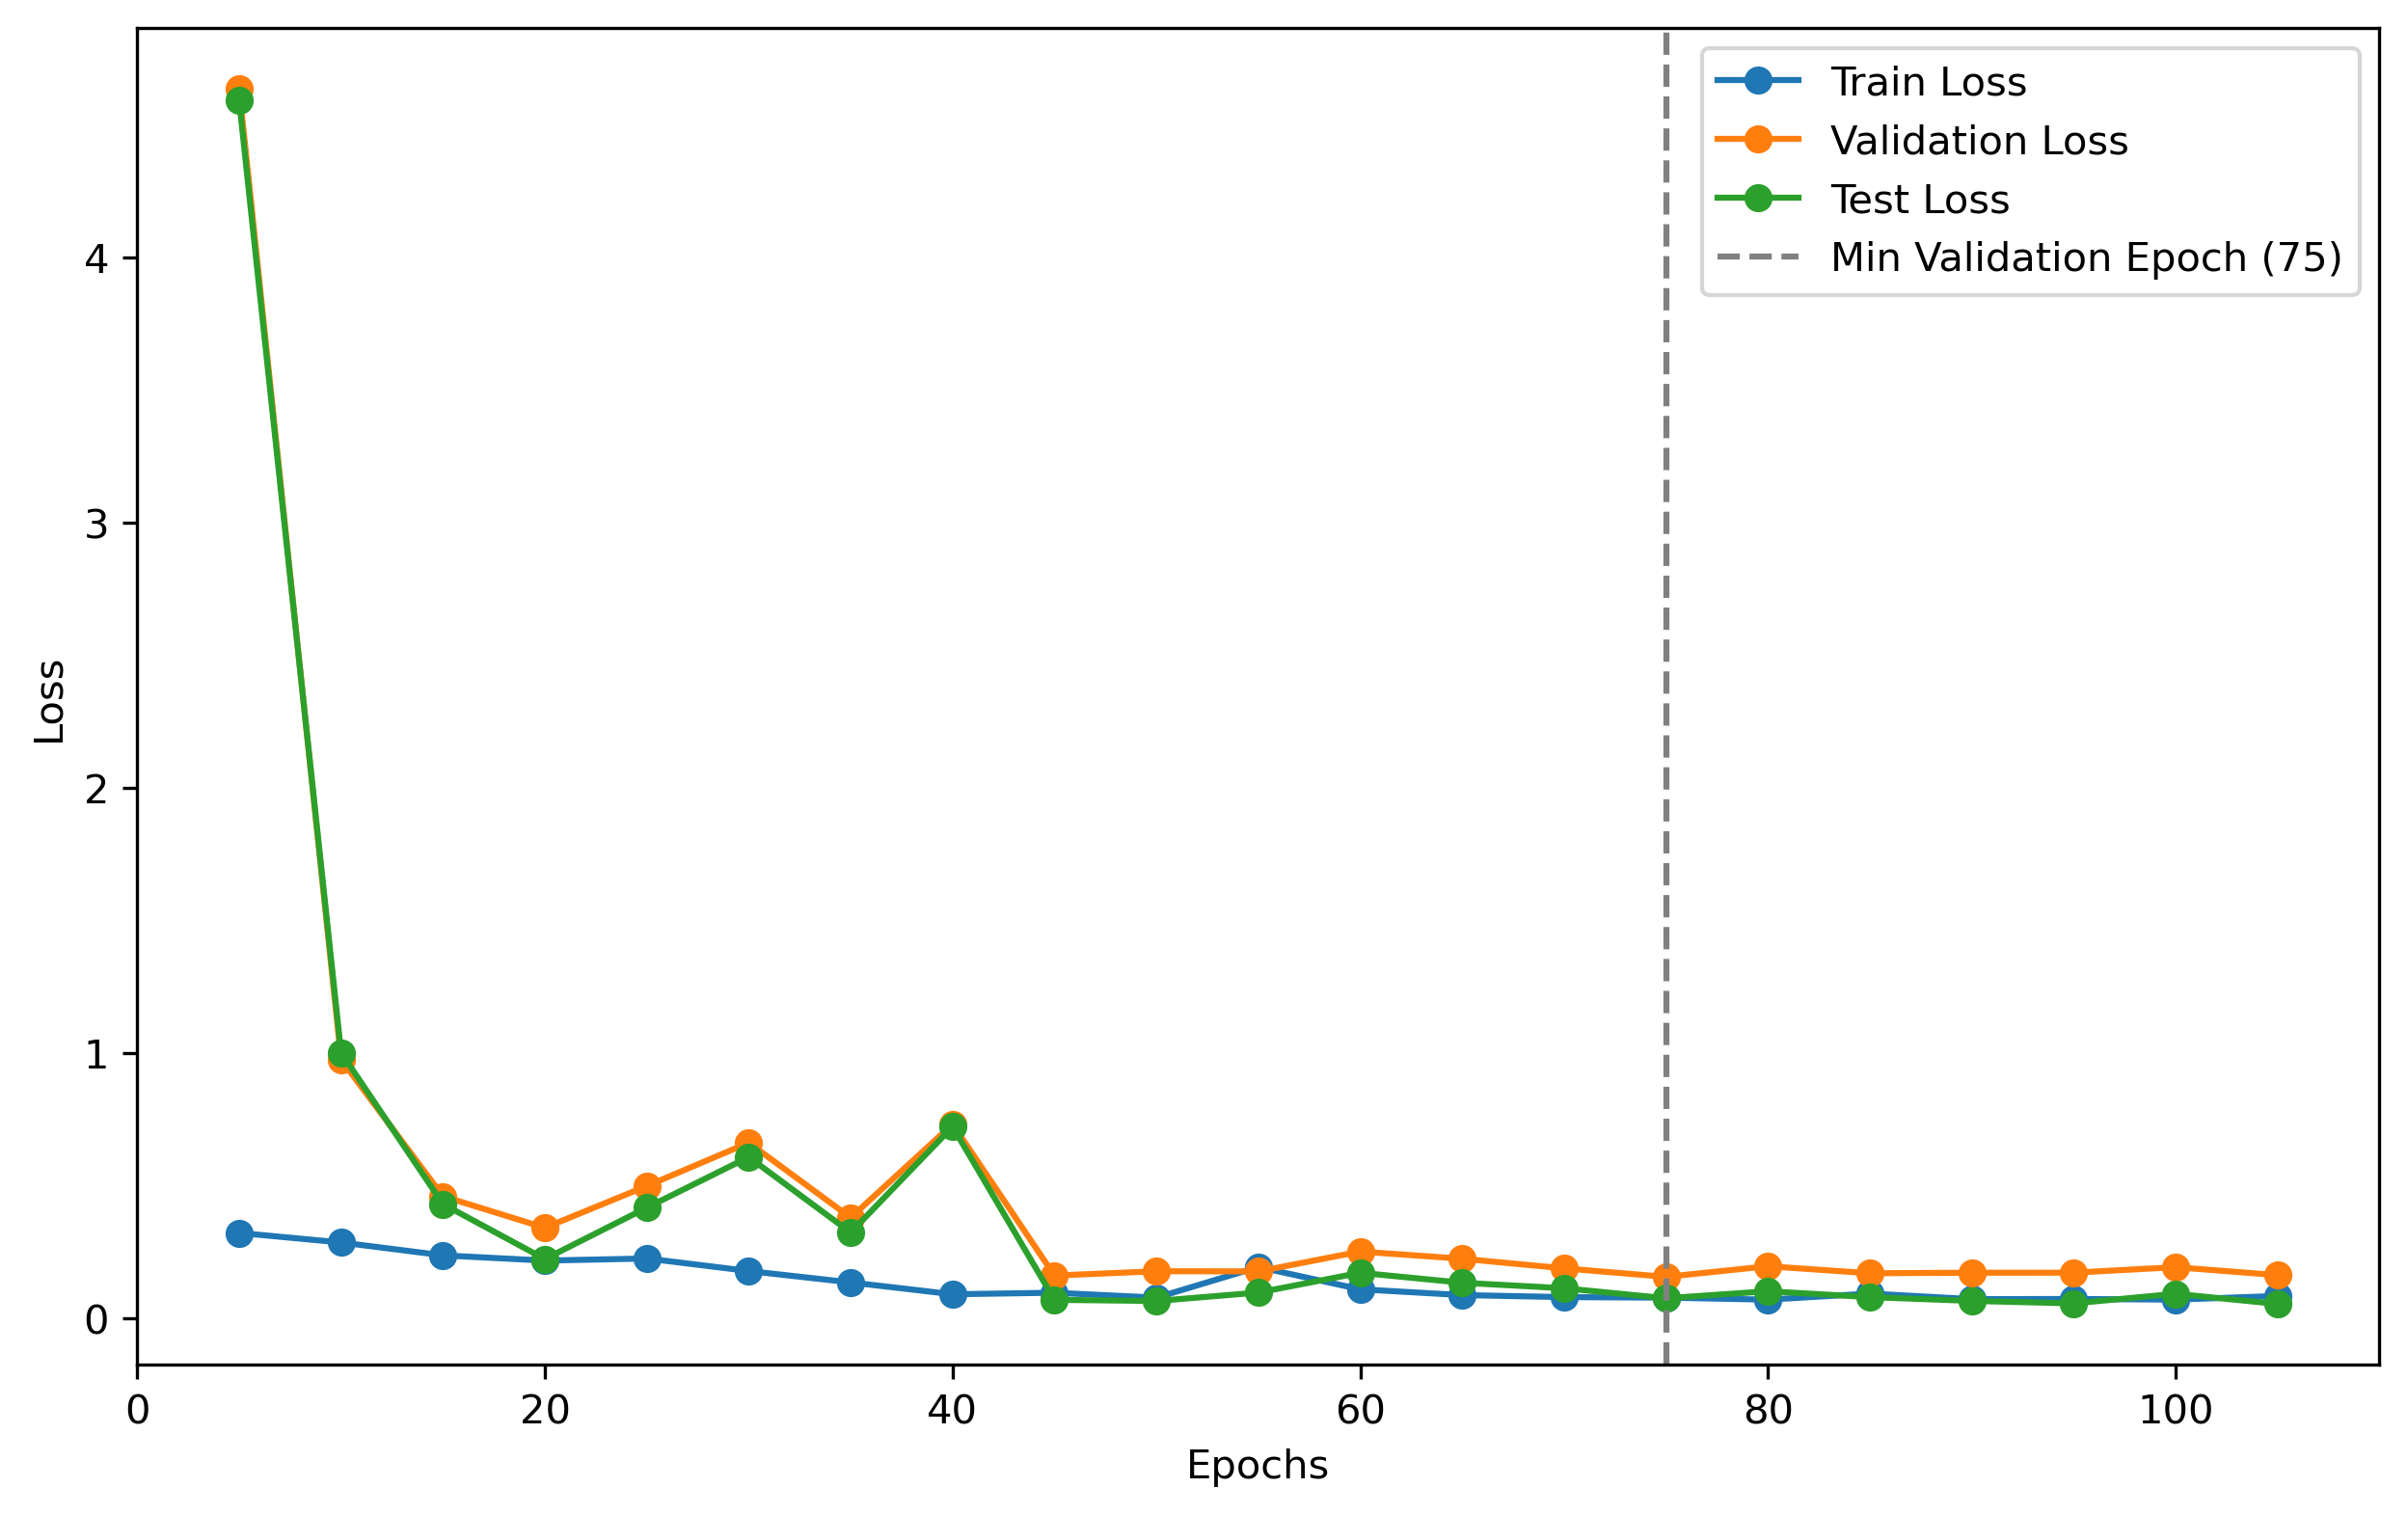 Train Loss
Validation Loss
Test Loss
Min Validation Epoch (75)
4
3
2
1
0
Loss
0 20 40 60 80 100
Epochs